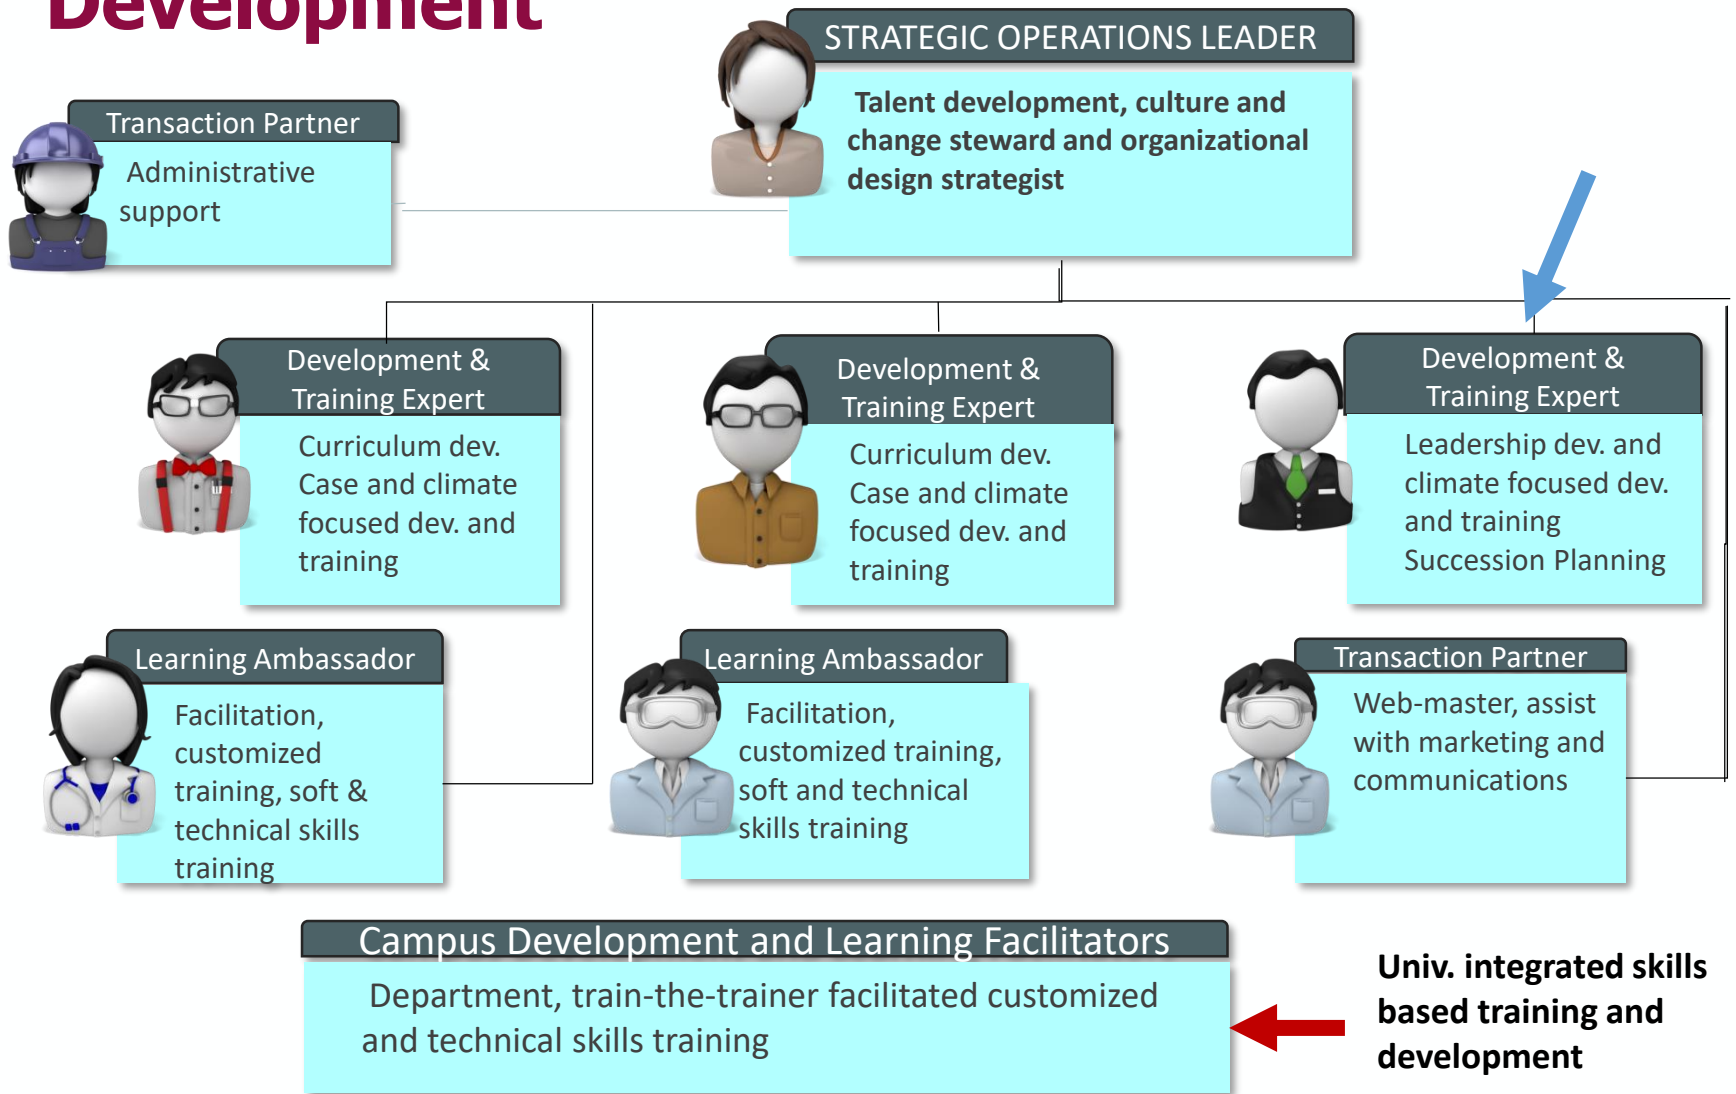 Development
STRATEGIC OPERATIONS LEADER
Talent development, culture and
change steward and organizational
design strategist
Transaction Partner
Administrative
support
Development &
Training Expert
Curriculum dev.
Case and climate
focused dev. and
training
Development &
Training Expert
Curriculum dev.
Case and climate
focused dev. and
training
Development &
Training Expert
Leadership dev. and
climate focused dev.
and training
Succession Planning
Learning Ambassador
Facilitation,
customized
training, soft &
technical skills
training
Learning Ambassador
Facilitation,
customized training,
soft and technical
skills training
Transaction Partner
Web-master, assist
with marketing and
communications
Campus Development and Learning Facilitators
Department, train-the-trainer facilitated customized
and technical skills training
Univ. integrated skills
based training and
development